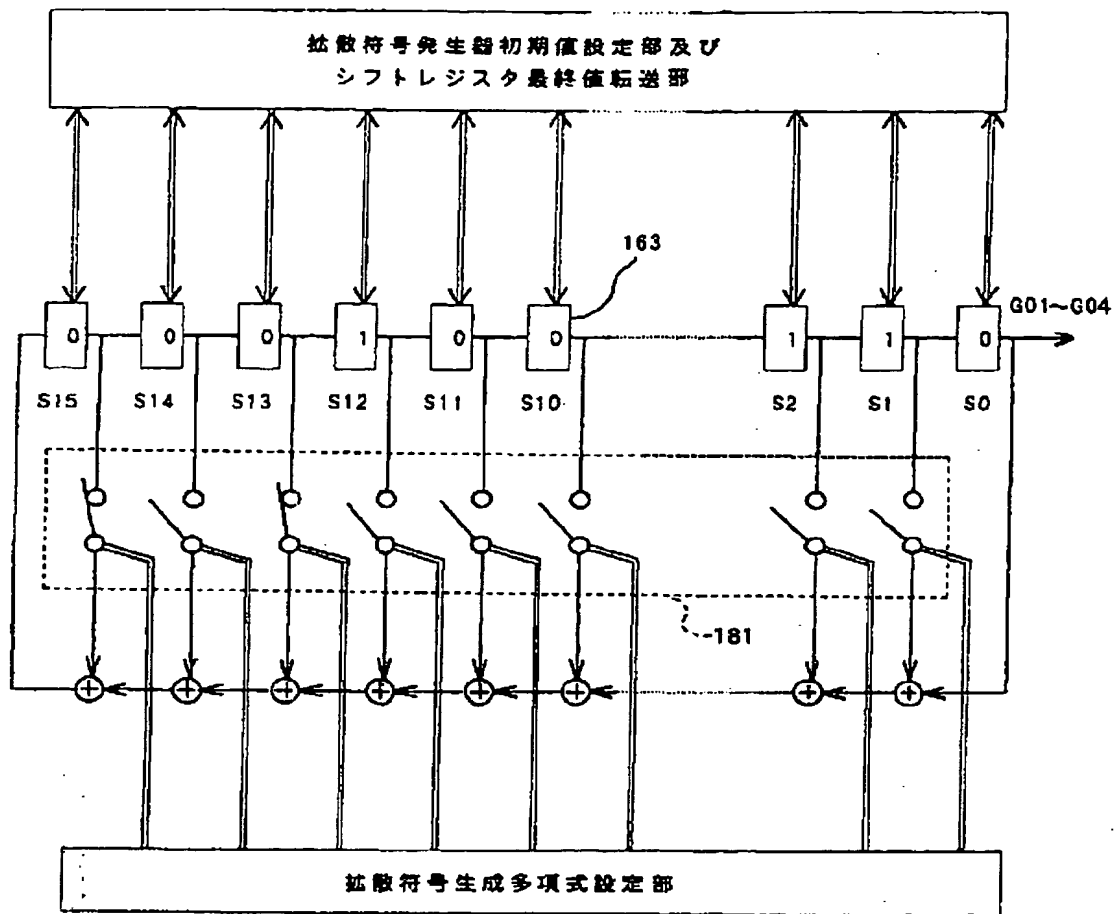 拡散符号発生器初期値設定部及び
シフトレジスタ最終値転送部
163
G01~G04
0 0 0 1 0 0 1 1 0
S15 S14 S13 S12 S11 S10 S2 S1 S0
181
拡散符号生成多項式設定部